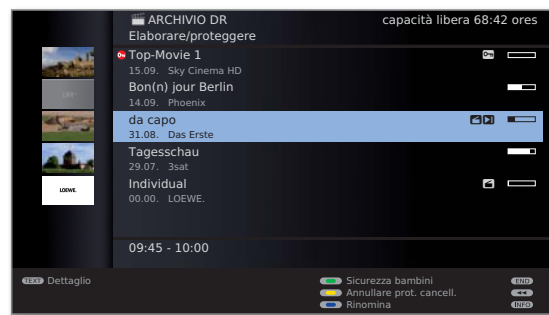 ARCHIVIO DR capacità libera 68:42 ores
Elaborare/proteggere
Top-Movie 1
15.09. Sky Cinema HD
Bon(n) jour Berlin
14.09. Phoenix
da capo
31.08. Das Erste
Tagesschau
29.07. 3sat
LOEWE.
Individual
00.00. LOEWE.
09:45 - 10:00
TEXT Dettaglio
Sicurezza bambini END
Annullare prot. cancell.
Rinomina INFO